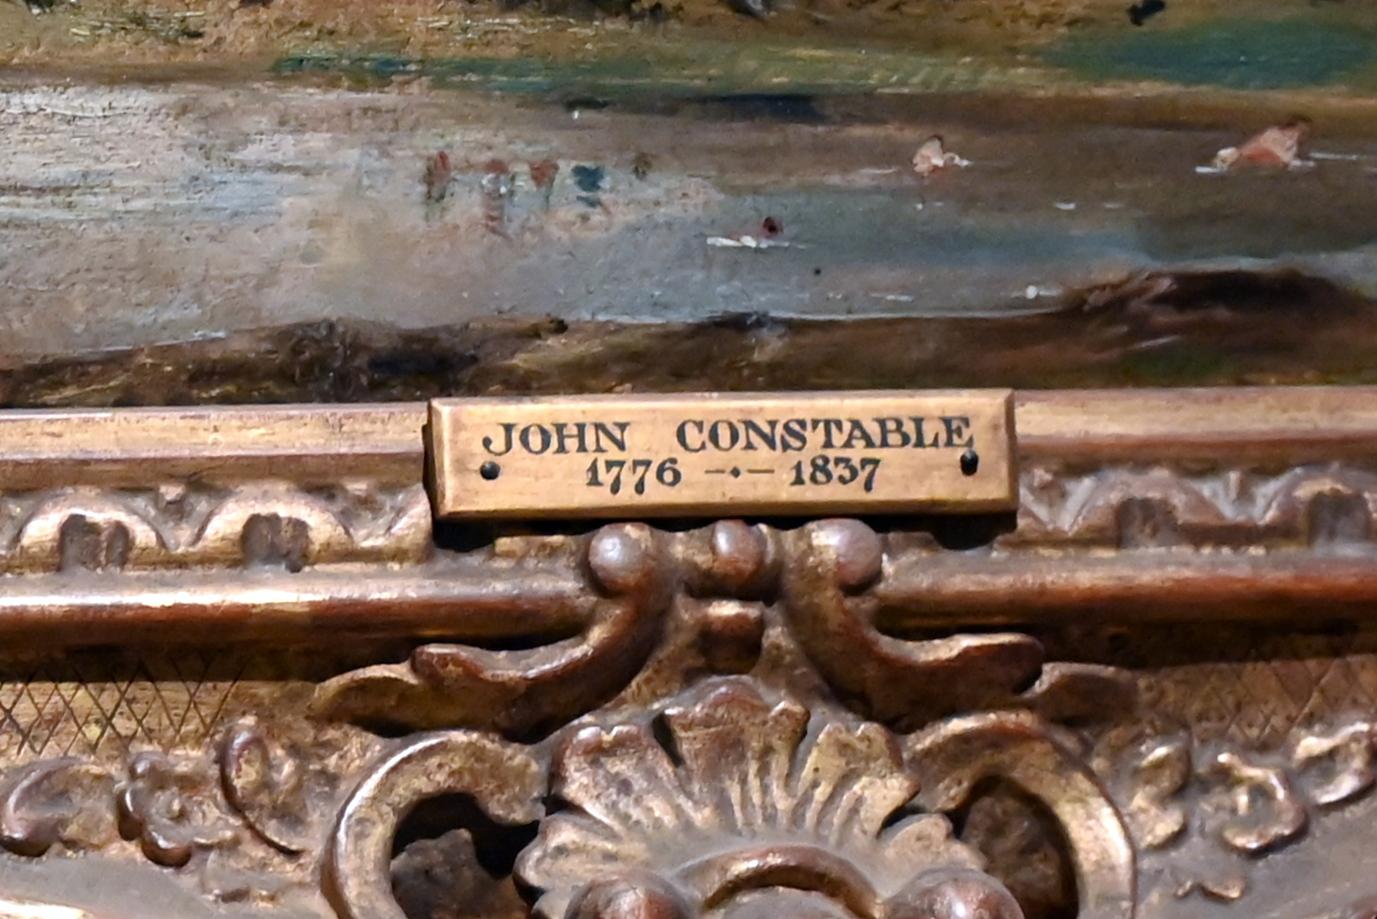 JOHN CONSTABLE
1776 -·- 1837